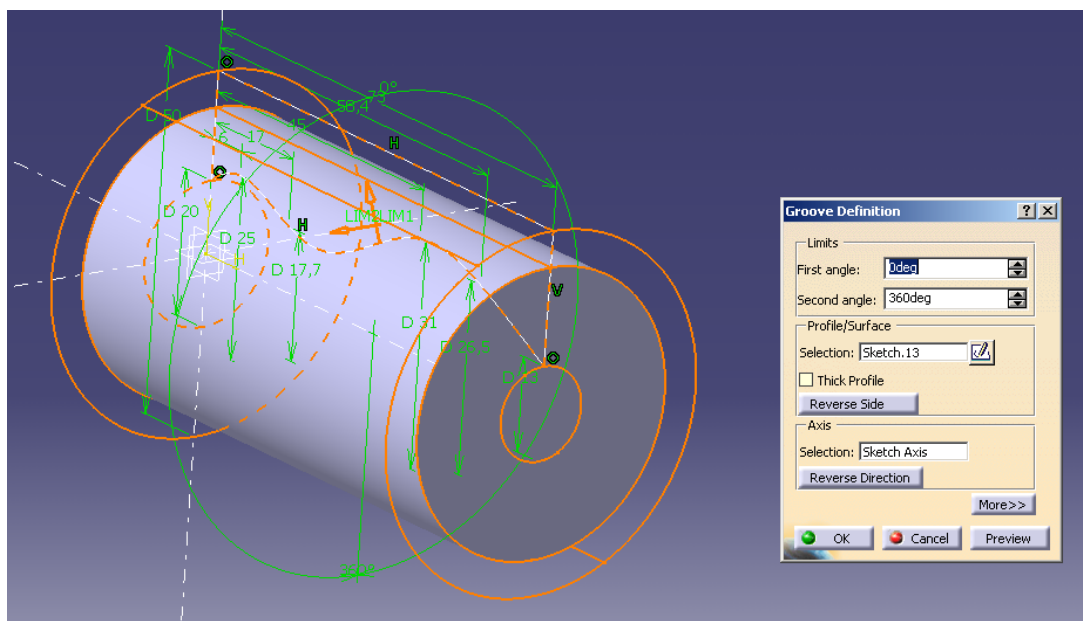 0°
73
58,4
D 50
45
H
6
17
LIM1
D 20
H
D 25
D 17,7
V
D 31
D 26,5
Groove Definition
Limits
First angle: 0deg
Second angle: 360deg
Profile/Surface
Selection: Sketch.13
Thick Profile
Reverse Side
Axis
Selection: Sketch Axis
Reverse Direction
More>>
OK Cancel Preview